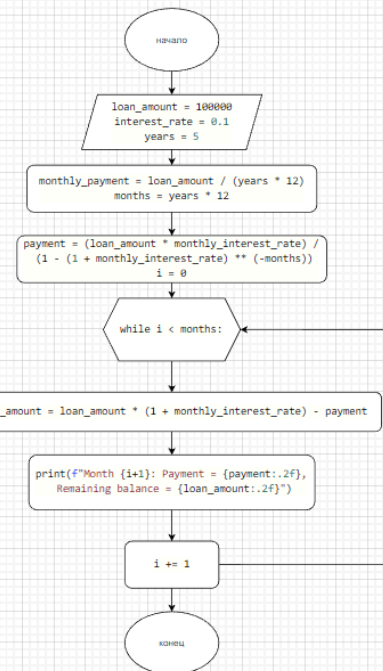 начало
loan_amount = 100000
interest_rate = 0.1
years = 5
monthly_payment = loan_amount / (years * 12)
months = years * 12
payment = (loan_amount * monthly_interest_rate) /
(1 - (1 + monthly_interest_rate) ** (-months))
i = 0
while i < months:
_amount = loan_amount * (1 + monthly_interest_rate) - payment
print(f"Month {i+1}: Payment = {payment:.2f},
Remaining balance = {loan_amount:.2f}")
i += 1
конец